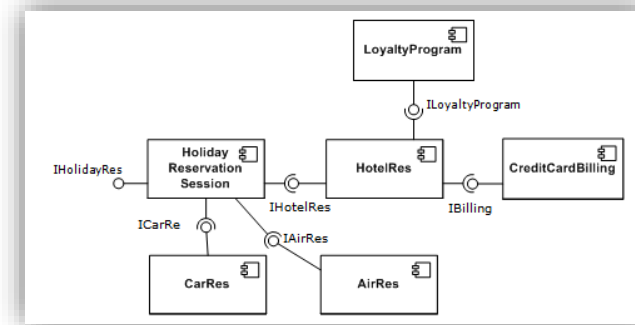 LoyaltyProgram
ILoyaltyProgram
Holiday
Reservation
Session
HotelRes
CreditCardBilling
IHolidayRes
IHotelRes
IBilling
ICarRe
IAirRes
CarRes
AirRes